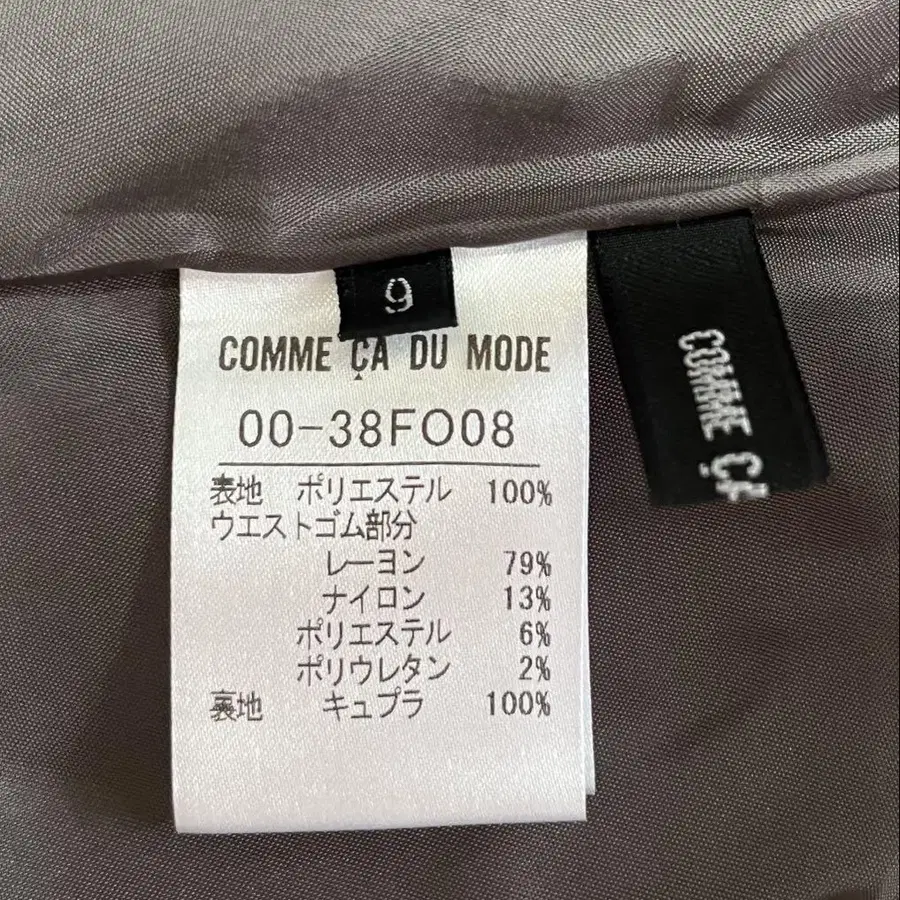 9
COMME ÇA DU MODE
00-38FO08
表地 ポリエステル 100%
ウエストゴム部分
レーヨン 79%
ナイロン 13%
ポリエステル 6%
ポリウレタン 2%
裏地 キュプラ 100%
COMME ÇA